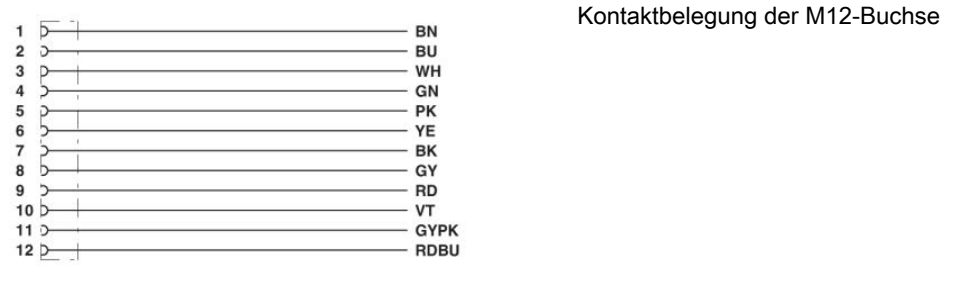 Kontaktbelegung der M12-Buchse
1 BN
2 BU
3 WH
4 GN
5 PK
6 YE
7 BK
8 GY
9 RD
10 VT
11 GYPK
12 RDBU